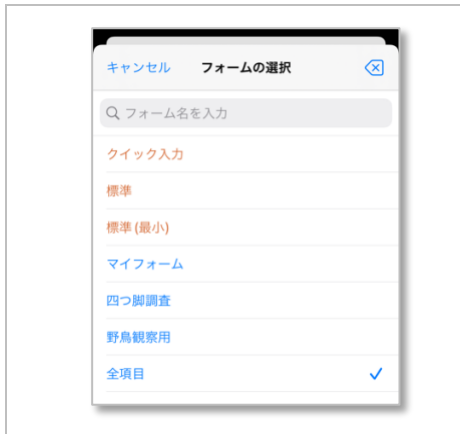 キャンセル フォームの選択
フォーム名を入力
クイック入力
標準
標準 (最小)
マイフォーム
四つ脚調査
野鳥観察用
全項目